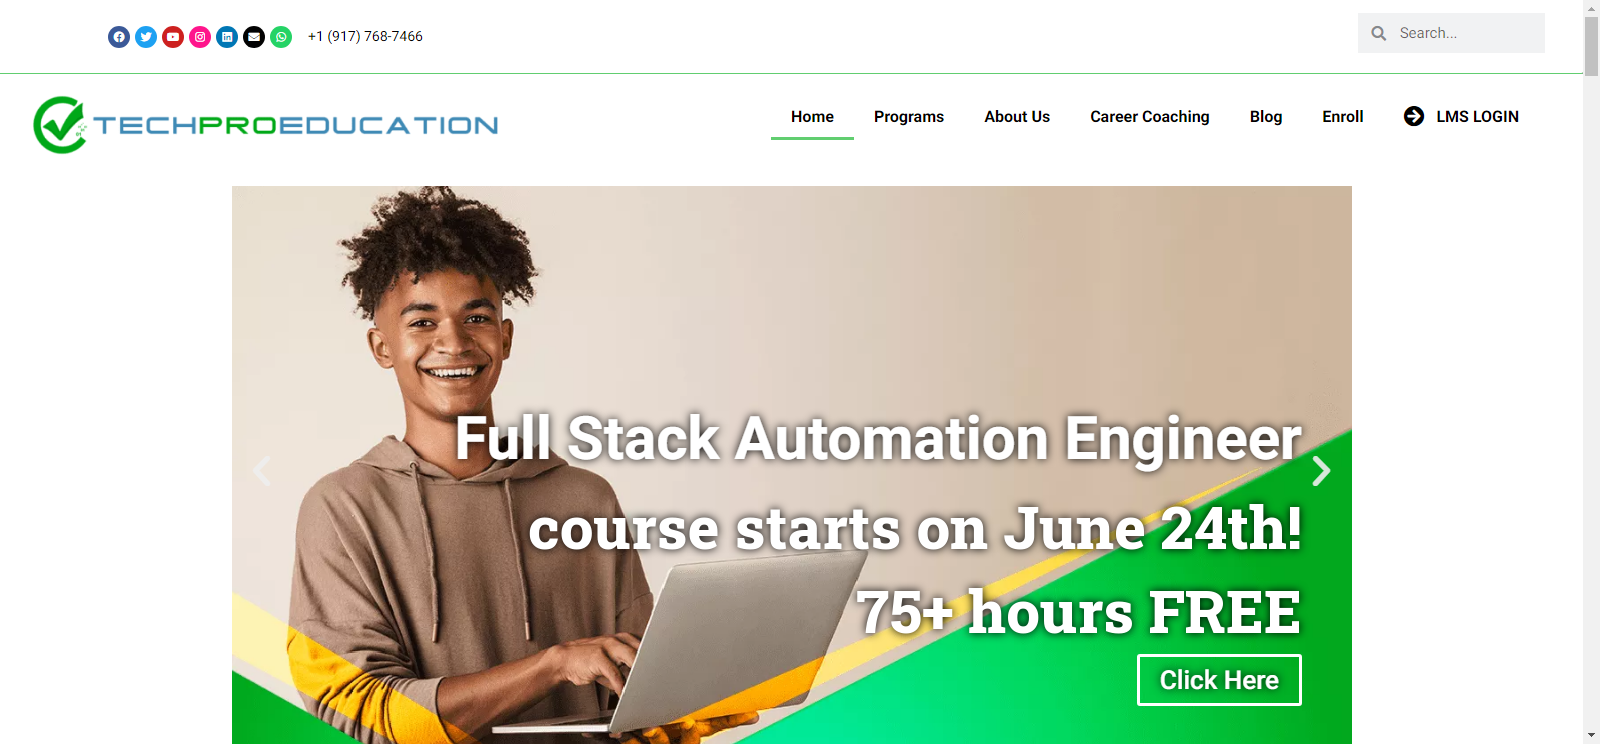 +1 (917) 768-7466
Search...
TECHPROEDUCATION
Home
Programs
About Us
Career Coaching
Blog
Enroll
LMS LOGIN
Full Stack Automation Engineer
course starts on June 24th!
75+ hours FREE
Click Here